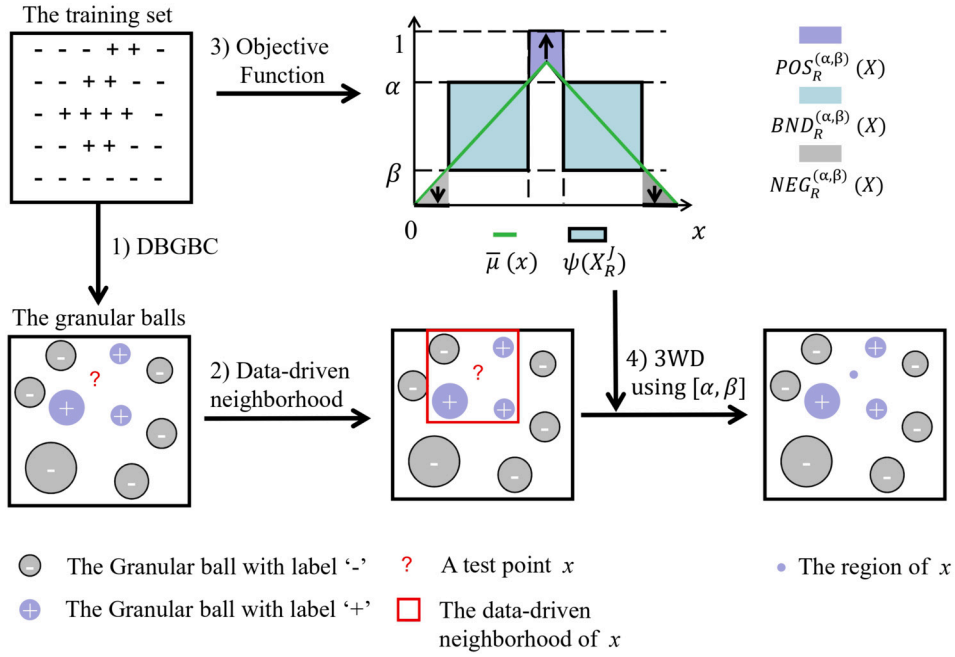 The training set
- - - + + -
- - + + - -
- + + + + -
- - + + - -
- - - - - -
3) Objective
Function
1
α
β
0
x
μ̅ (x)
ψ(X_R^J)
POS_R^(α,β) (X)
BND_R^(α,β) (X)
NEG_R^(α,β) (X)
1) DBGBC
The granular balls
- + - ? - + + - - -
2) Data-driven
neighborhood
- + - ? - + + - - -
4) 3WD
using [α, β]
- + - - + + - - -
- The Granular ball with label ‘-’
+ The Granular ball with label ‘+’
? A test point x
The data-driven
neighborhood of x
The region of x